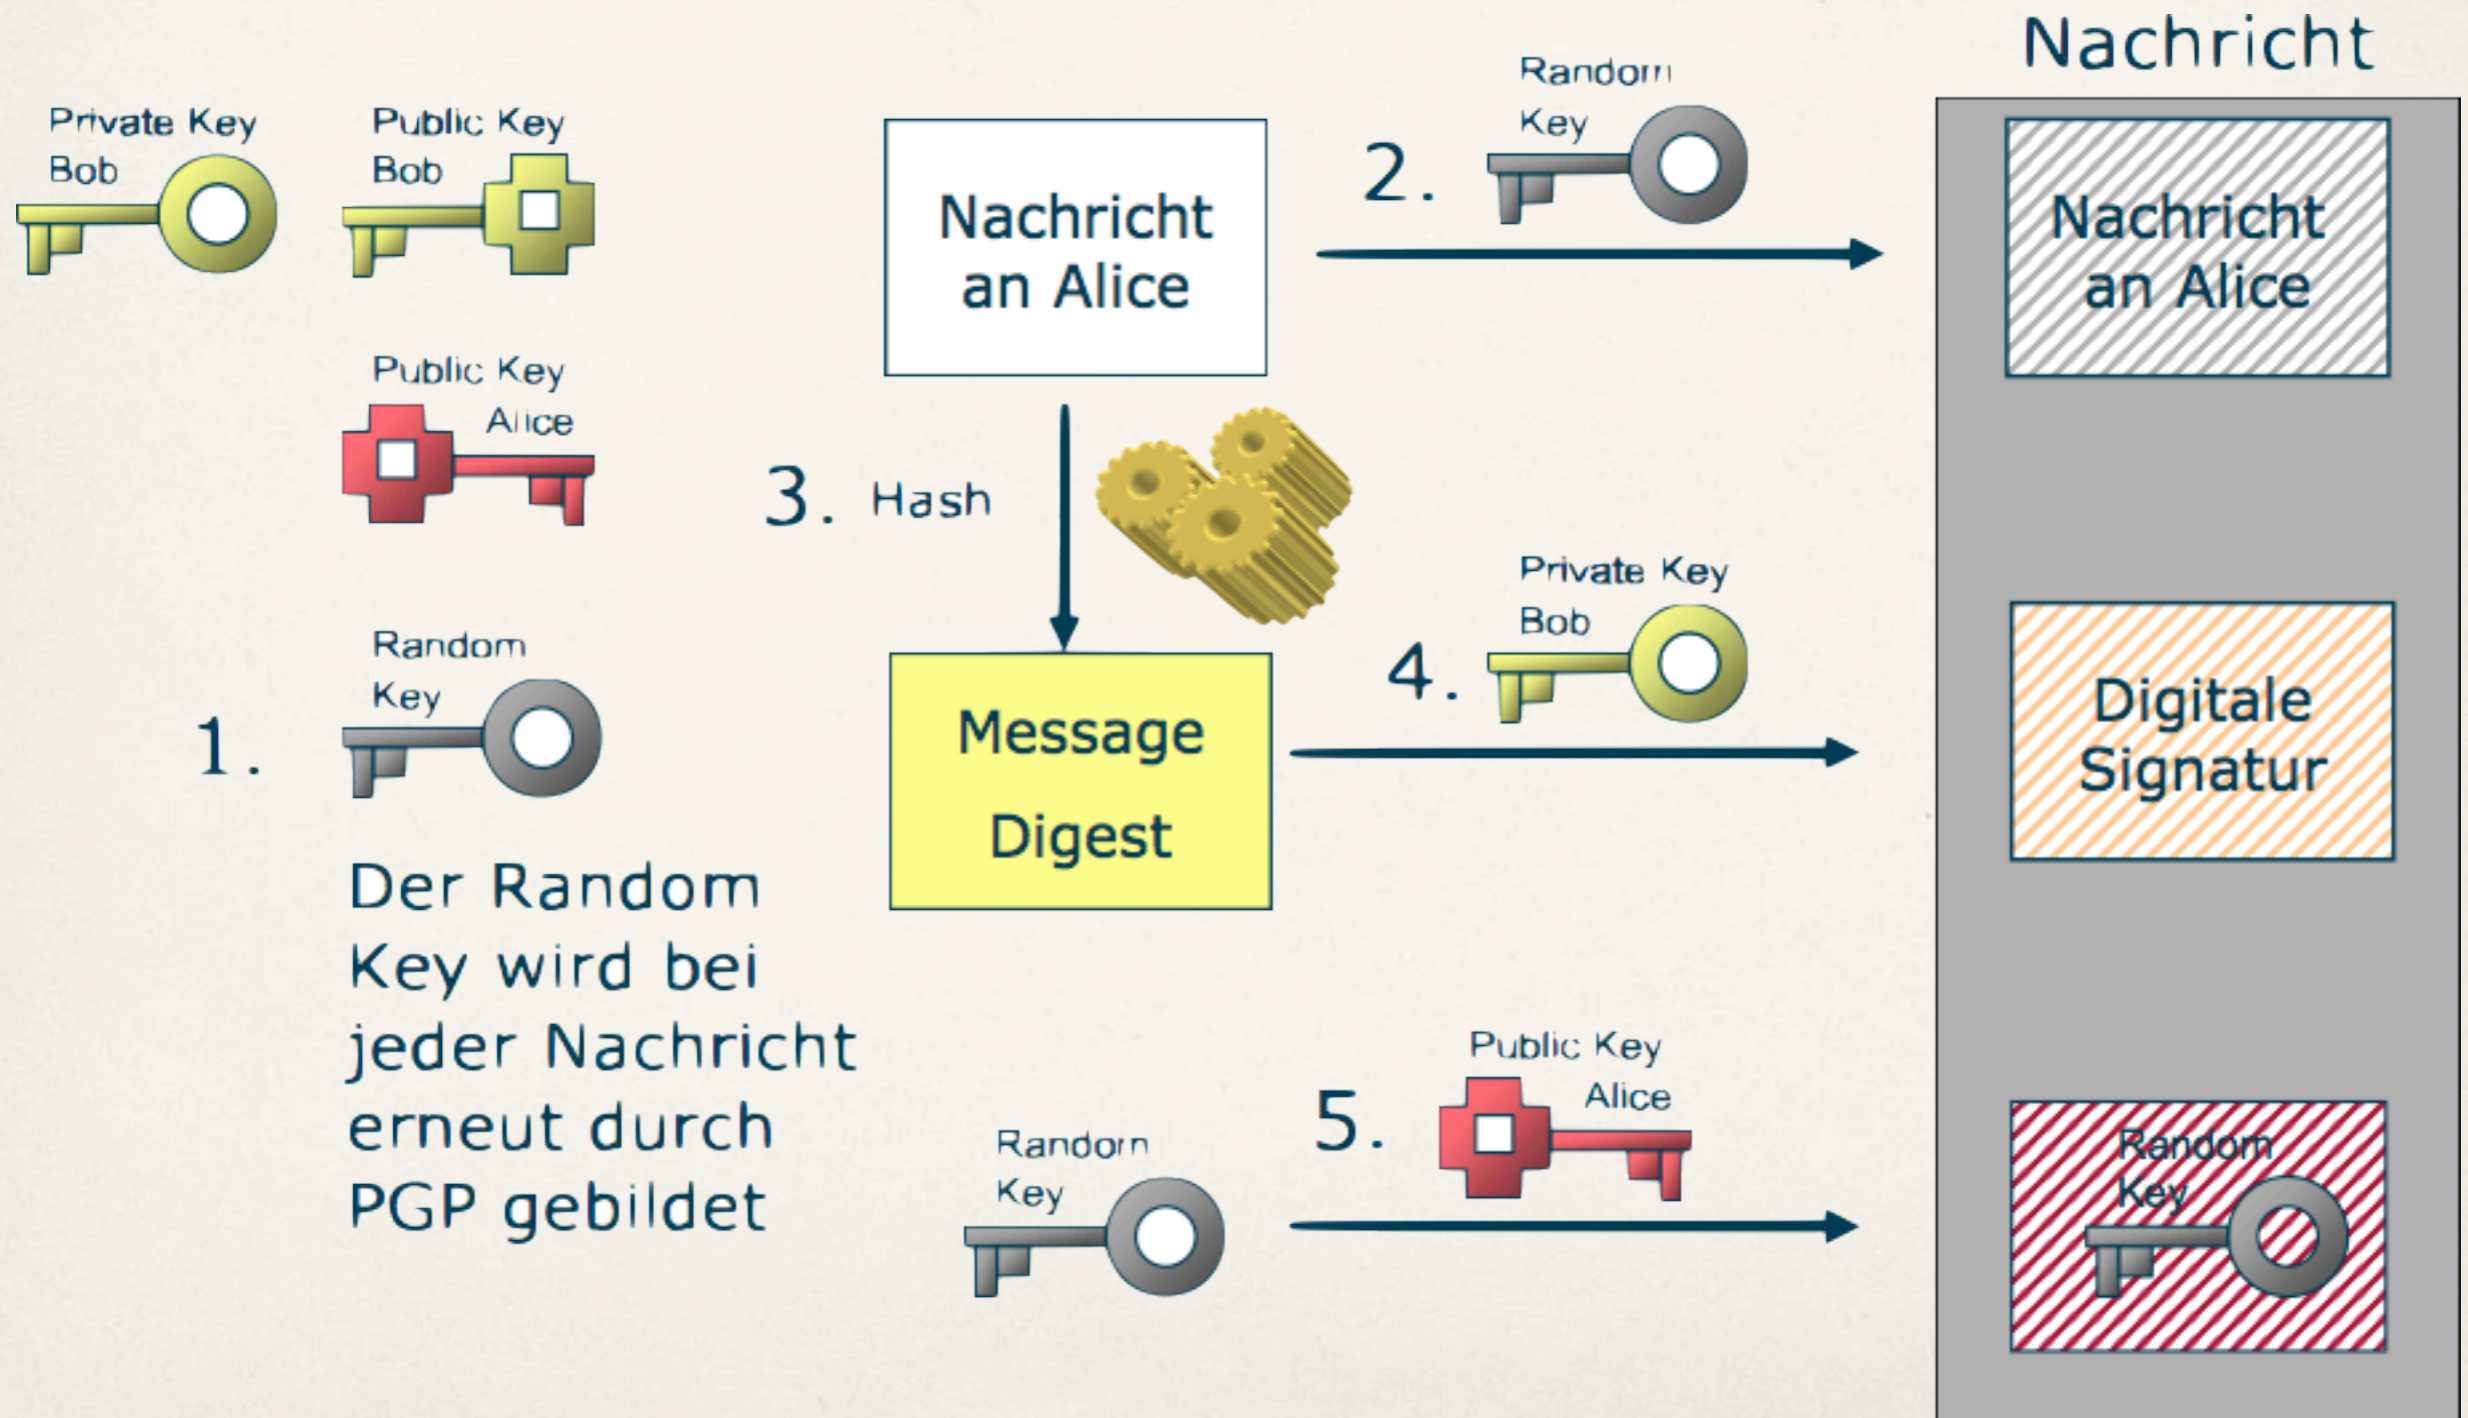 Nachricht
Private Key
Bob
Public Key
Bob
Public Key
Alice
1.
Random
Key
Der Random
Key wird bei
jeder Nachricht
erneut durch
PGP gebildet
Nachricht
an Alice
2.
Random
Key
Nachricht
an Alice
3. Hash
Message
Digest
4.
Private Key
Bob
Digitale
Signatur
Random
Key
5.
Public Key
Alice
Random
Key